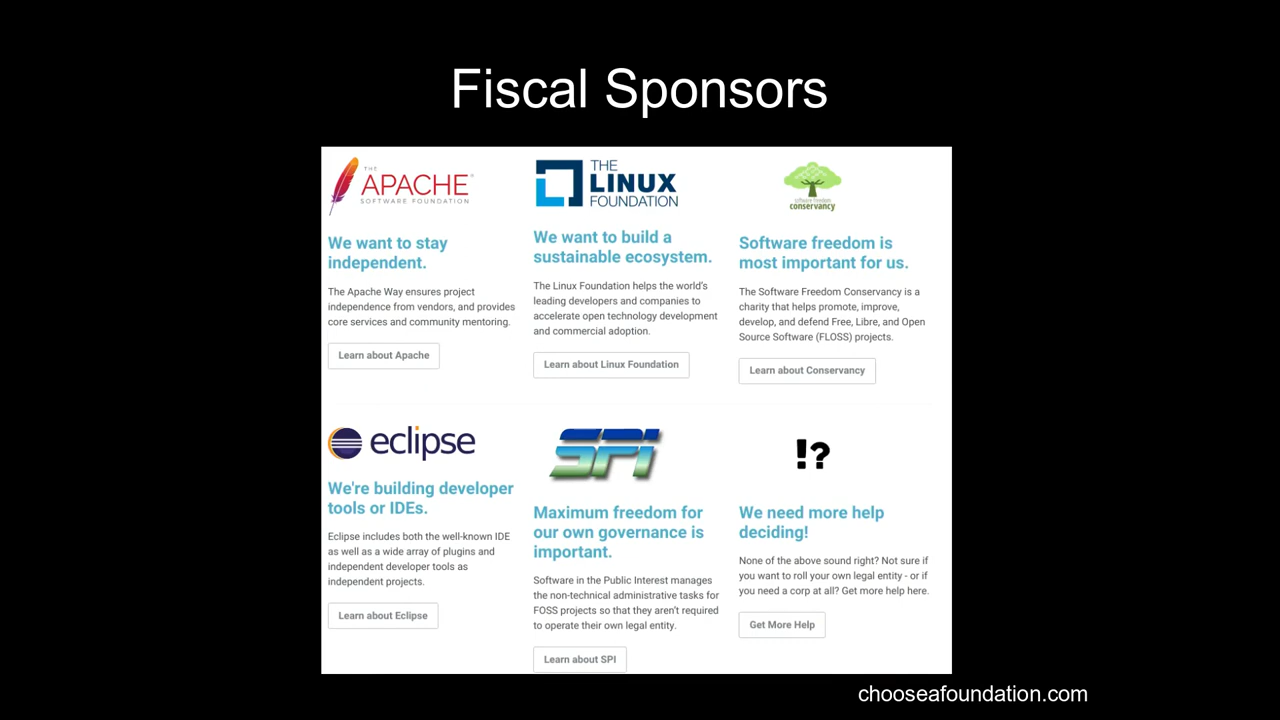 Fiscal Sponsors
THE
APACHE
SOFTWARE FOUNDATION
We want to stay
independent.
The Apache Way ensures project
independence from vendors, and provides
core services and community mentoring.
Learn about Apache
THE
LINUX
FOUNDATION
We want to build a
sustainable ecosystem.
The Linux Foundation helps the world's
leading developers and companies to
accelerate open technology development
and commercial adoption.
Learn about Linux Foundation
software freedom
conservancy
Software freedom is
most important for us.
The Software Freedom Conservancy is a
charity that helps promote, improve,
develop, and defend Free, Libre, and Open
Source Software (FLOSS) projects.
Learn about Conservancy
eclipse
We're building developer
tools or IDEs.
Eclipse includes both the well-known IDE
as well as a wide array of plugins and
independent developer tools as
independent projects.
Learn about Eclipse
SPI
Maximum freedom for
our own governance is
important.
Software in the Public Interest manages
the non-technical administrative tasks for
FOSS projects so that they aren't required
to operate their own legal entity.
Learn about SPI
!?
We need more help
deciding!
None of the above sound right? Not sure if
you want to roll your own legal entity - or if
you need a corp at all? Get more help here.
Get More Help
chooseafoundation.com